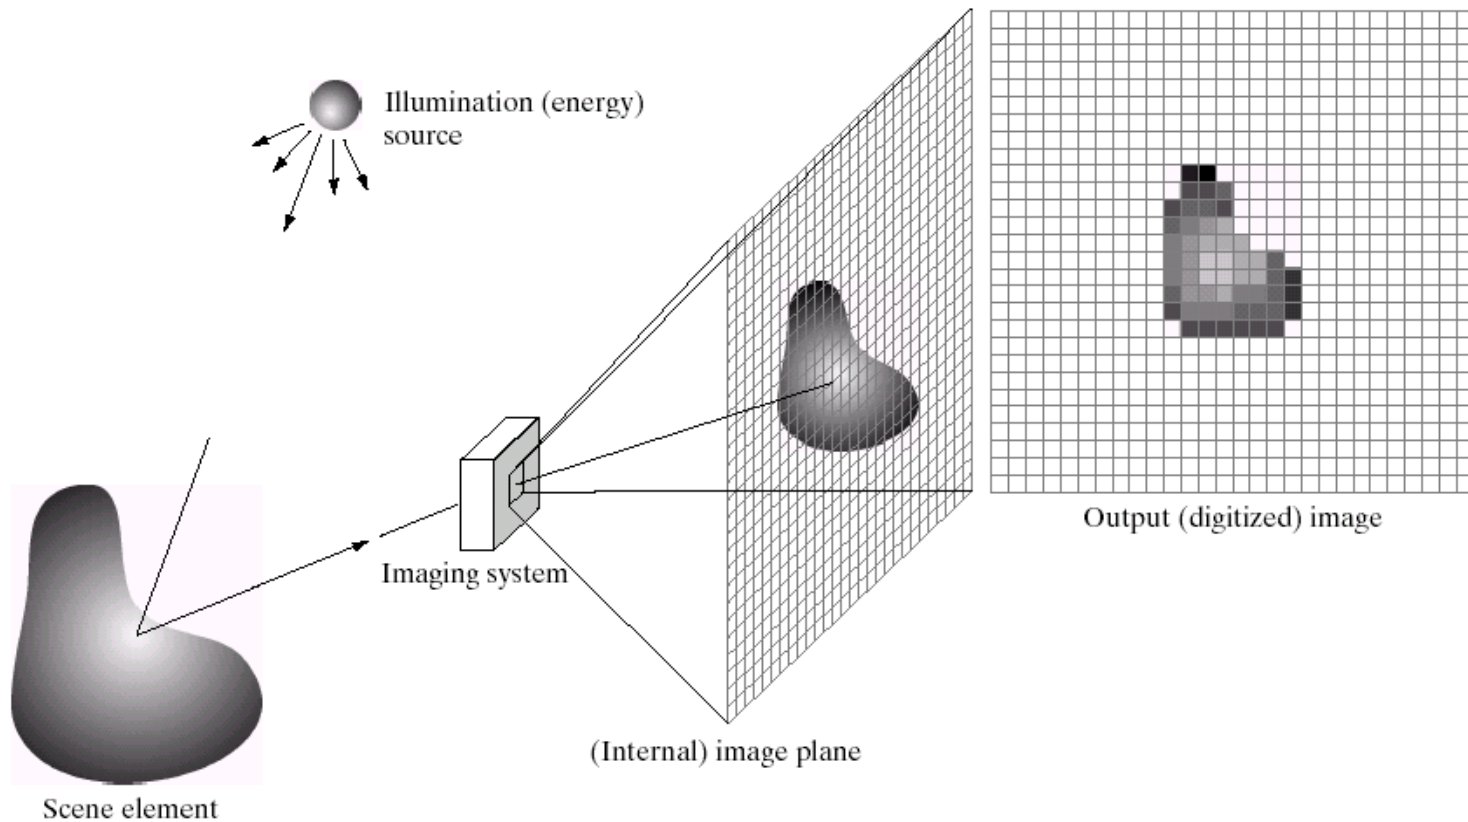 Illumination (energy)
source
Output (digitized) image
Imaging system
(Internal) image plane
Scene element